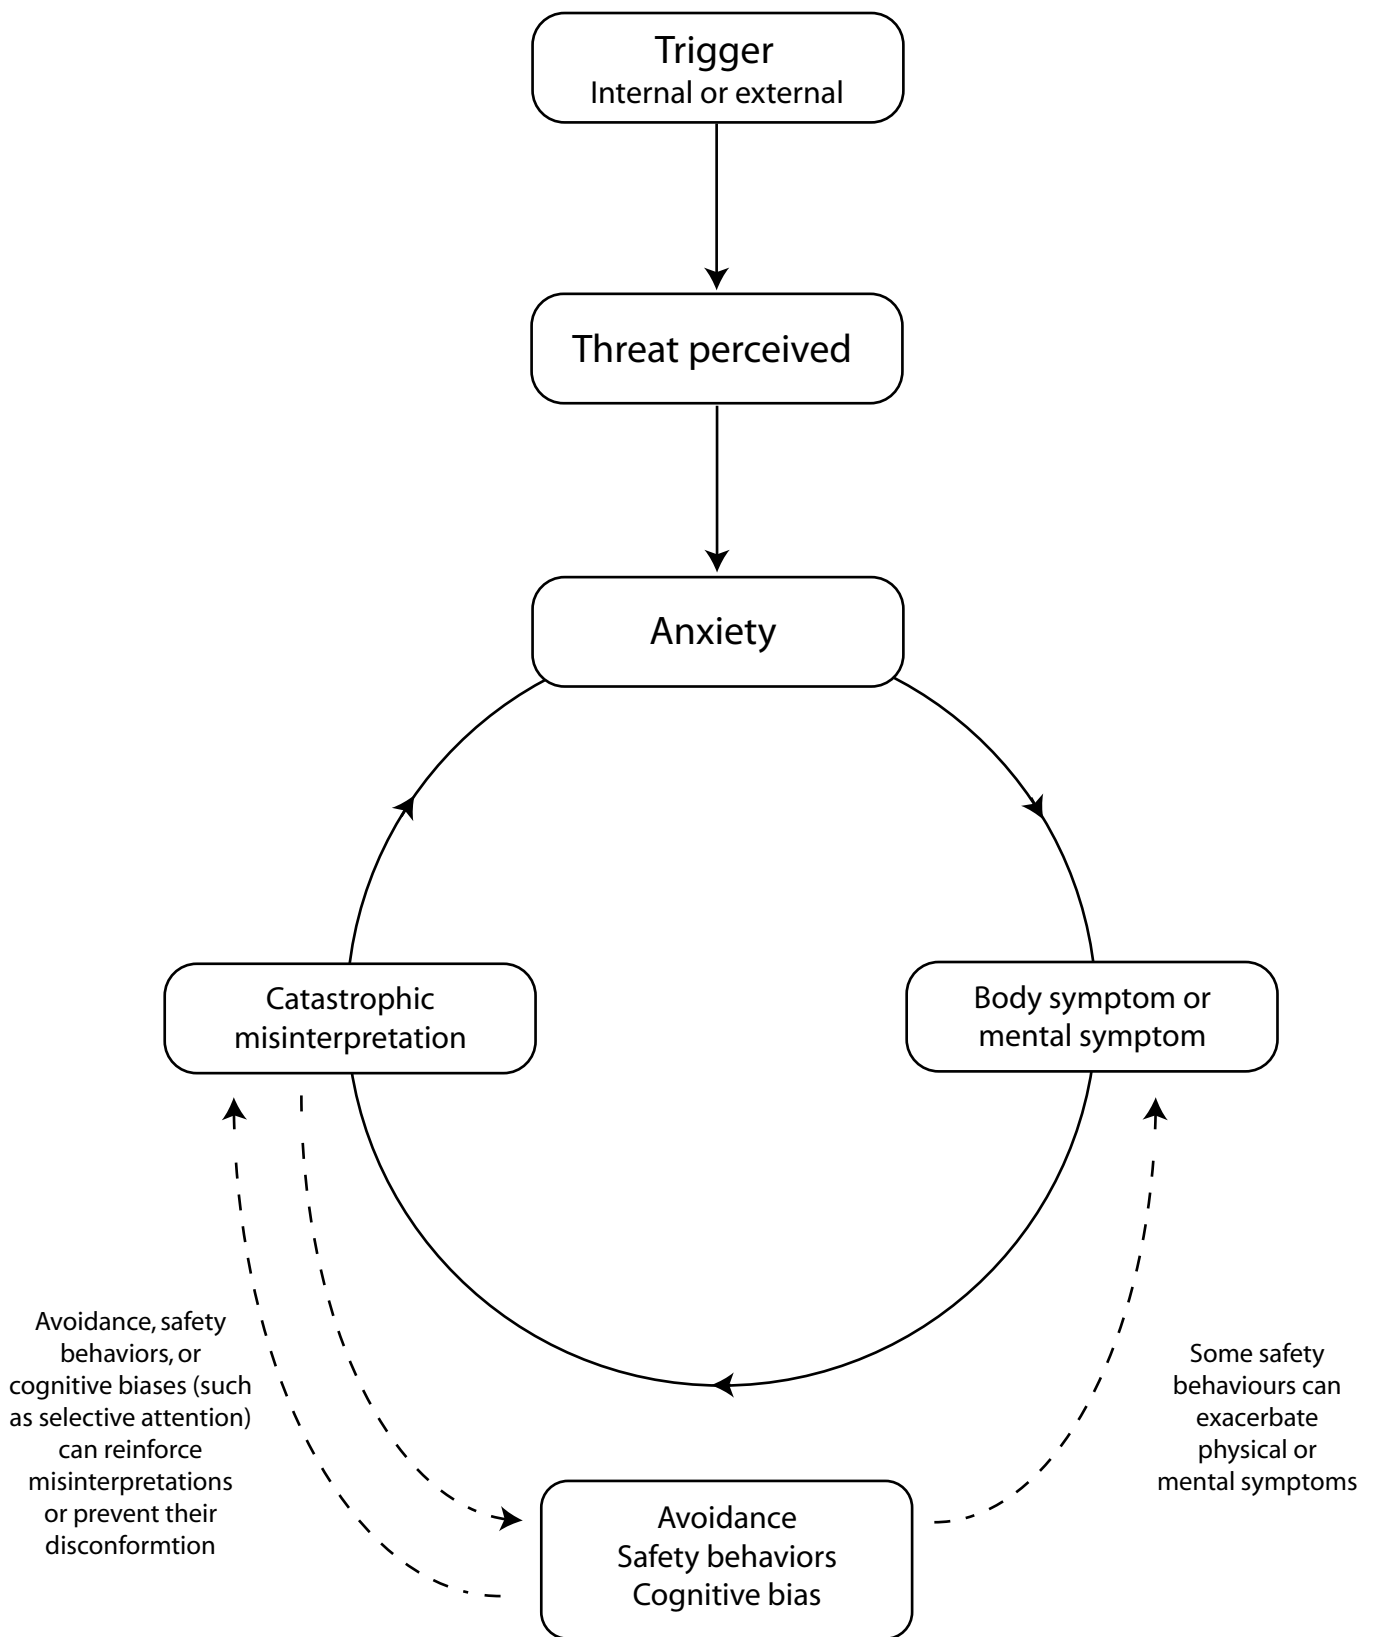 Trigger
Internal or external
Threat perceived
Anxiety
Catastrophic
misinterpretation
Body symptom or
mental symptom
Avoidance, safety
behaviors, or
cognitive biases (such
as selective attention)
can reinforce
misinterpretations
or prevent their
disconformtion
Some safety
behaviours can
exacerbate
physical or
mental symptoms
Avoidance
Safety behaviors
Cognitive bias